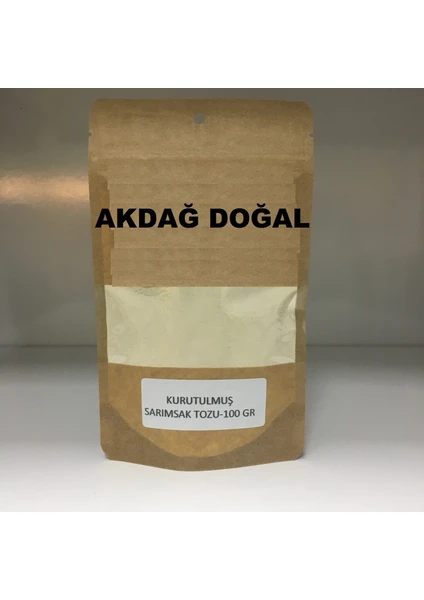 AKDAĞ DOĞAL
KURUTULMUŞ
SARIMSAK TOZU-100 GR